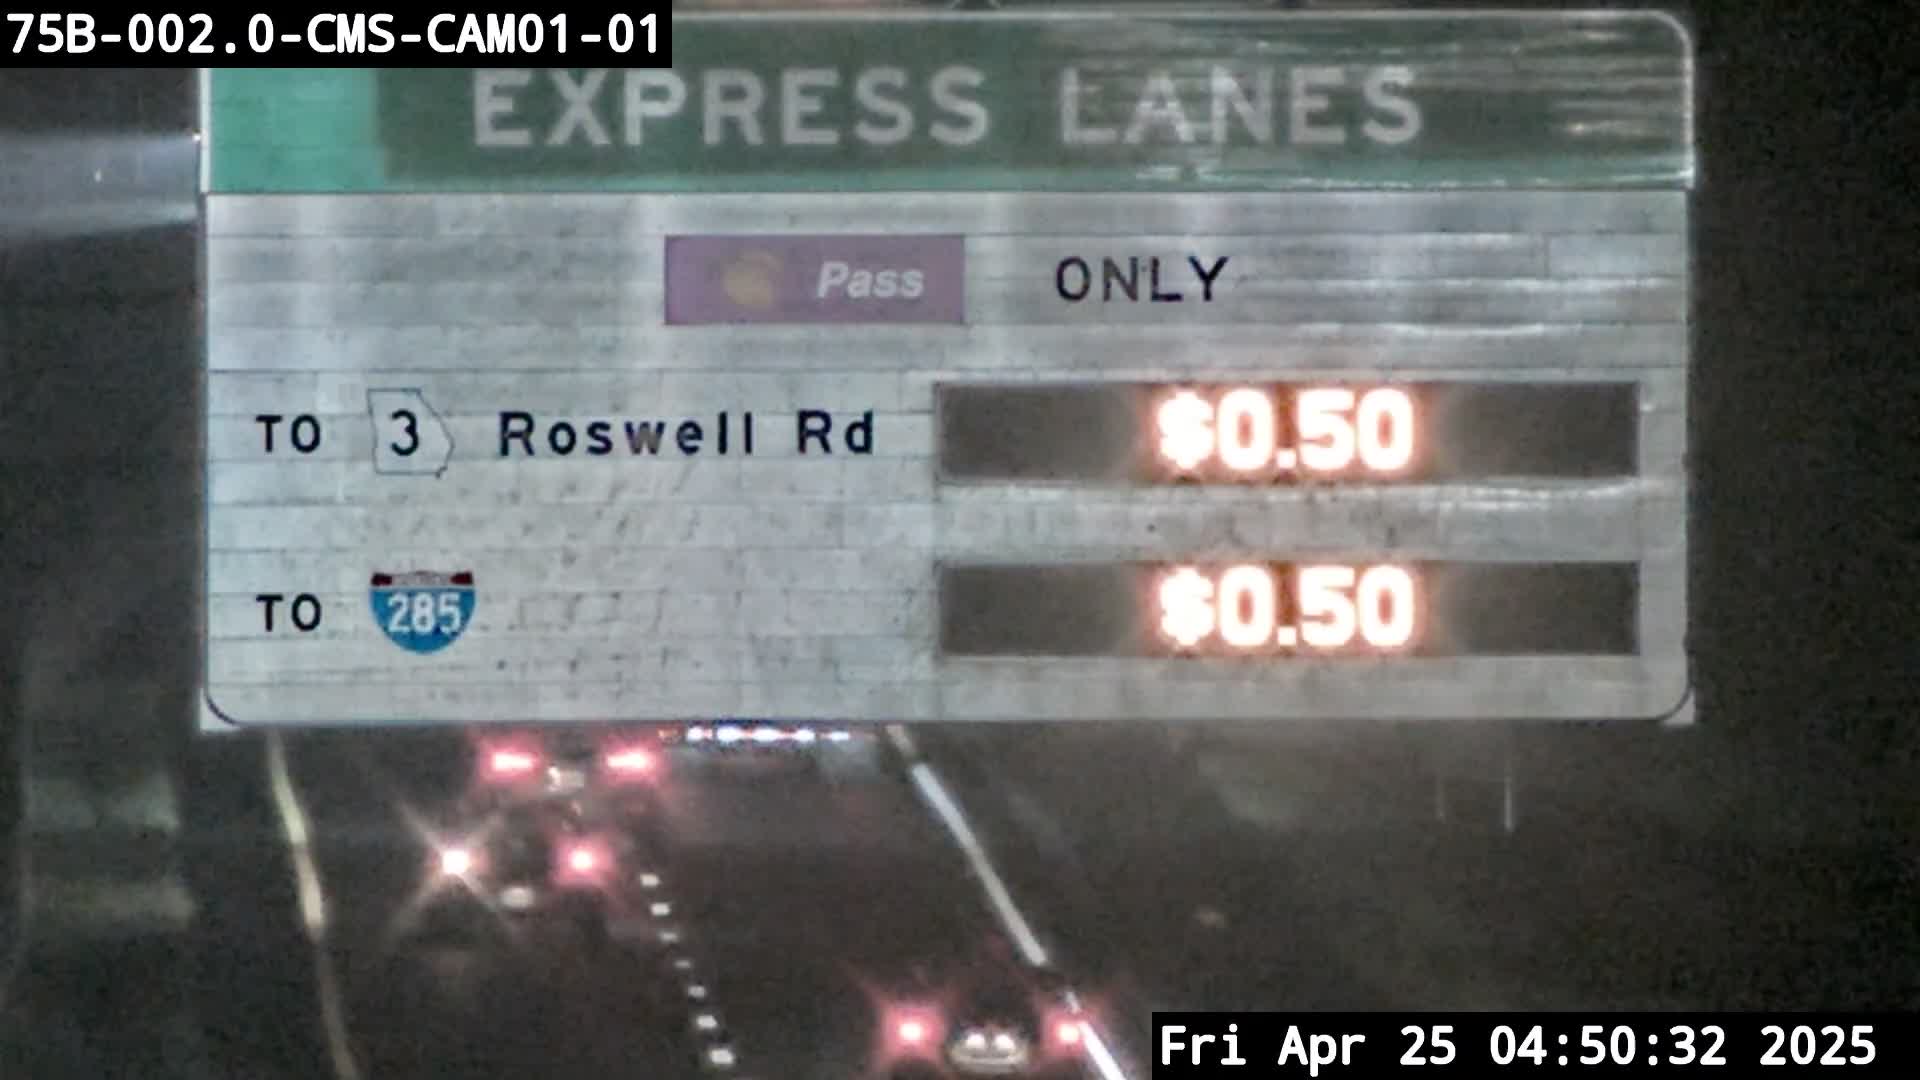 75B-002.0-CMS-CAM01-01
EXPRESS LANES
Pass ONLY
TO 3 Roswell Rd $0.50
TO 285 $0.50
Fri Apr 25 04:50:32 2025